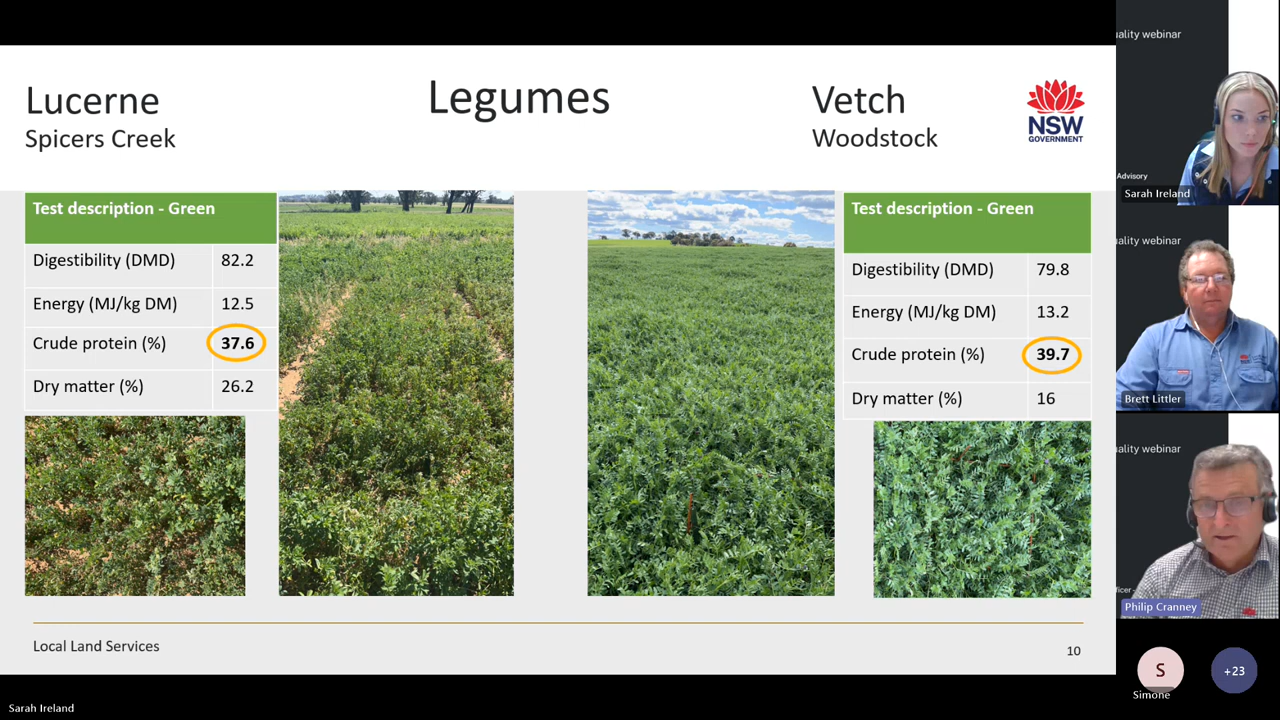 Lucerne
Spicers Creek
Legumes
Vetch
Woodstock
NSW
GOVERNMENT
Test description - Green
Digestibility (DMD) 82.2
Energy (MJ/kg DM) 12.5
Crude protein (%) 37.6
Dry matter (%) 26.2
Test description - Green
Digestibility (DMD) 79.8
Energy (MJ/kg DM) 13.2
Crude protein (%) 39.7
Dry matter (%) 16
Local Land Services
10
Sarah Ireland
uality webinar
Advisory
Sarah Ireland
uality webinar
Brett Littler
uality webinar
ficer
Philip Cranney
S
Simone
+23